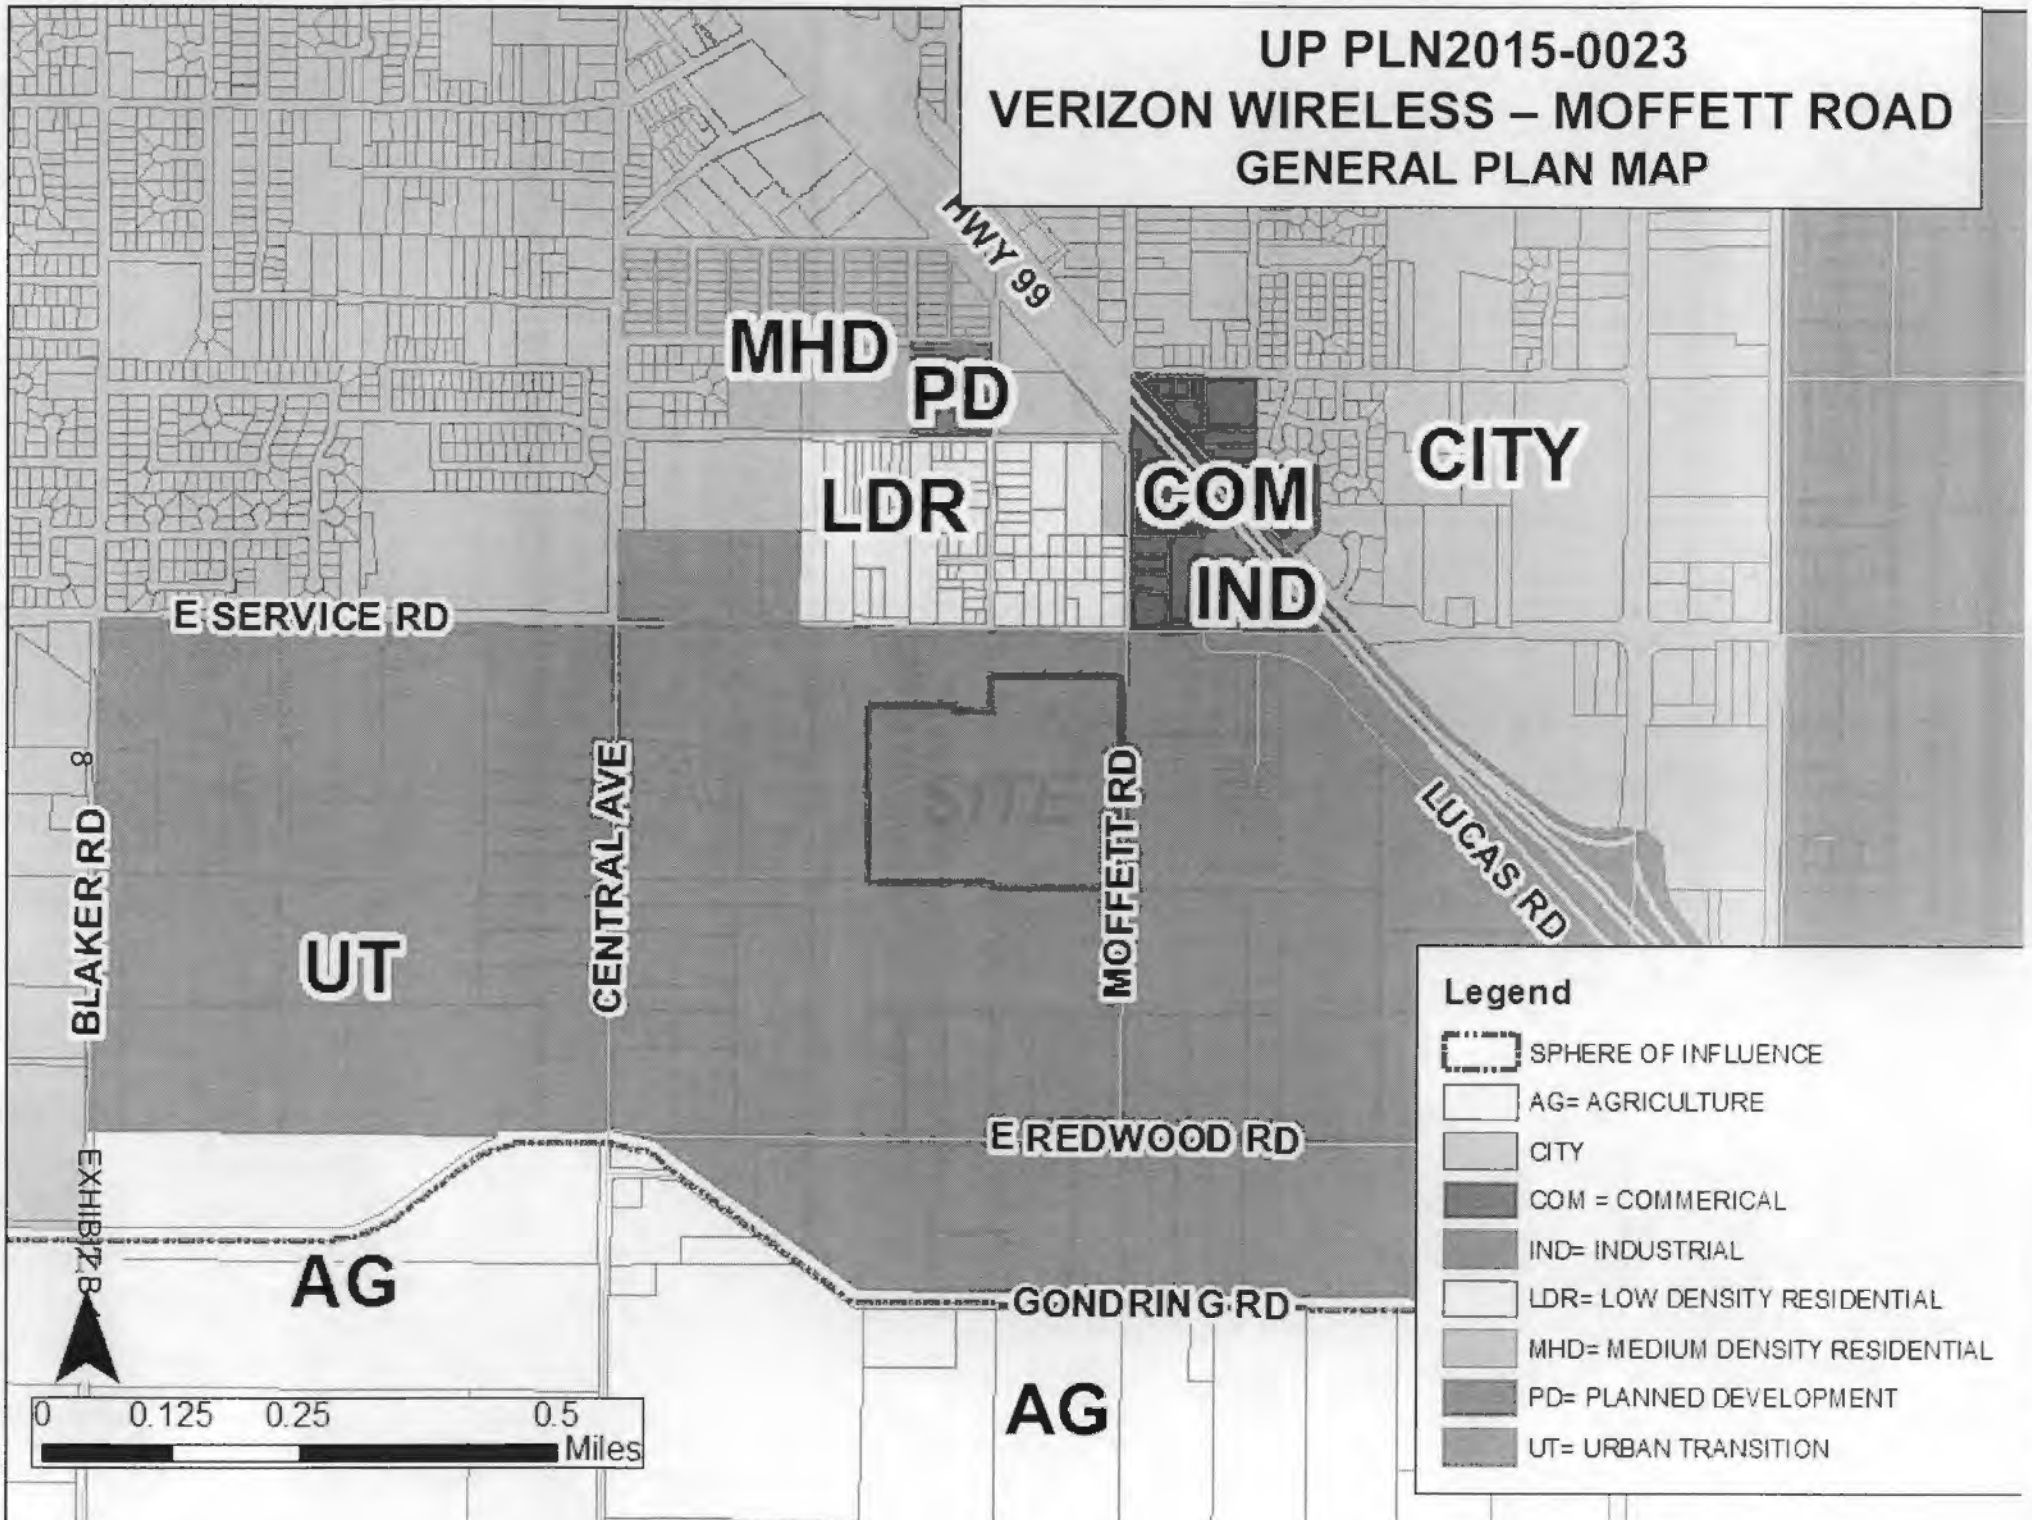 UP PLN2015-0023
VERIZON WIRELESS – MOFFETT ROAD
GENERAL PLAN MAP
HWY 99
MHD
PD
CITY
LDR
COM
IND
E SERVICE RD
SITE
8
CENTRAL AVE
MOFFETT RD
BLAKER RD
LUCAS RD
UT
E REDWOOD RD
AG
GONDRING RD
AG
0 0.125 0.25 0.5
Miles
Legend
SPHERE OF INFLUENCE
AG= AGRICULTURE
CITY
COM = COMMERICAL
IND= INDUSTRIAL
LDR= LOW DENSITY RESIDENTIAL
MHD= MEDIUM DENSITY RESIDENTIAL
PD= PLANNED DEVELOPMENT
UT= URBAN TRANSITION